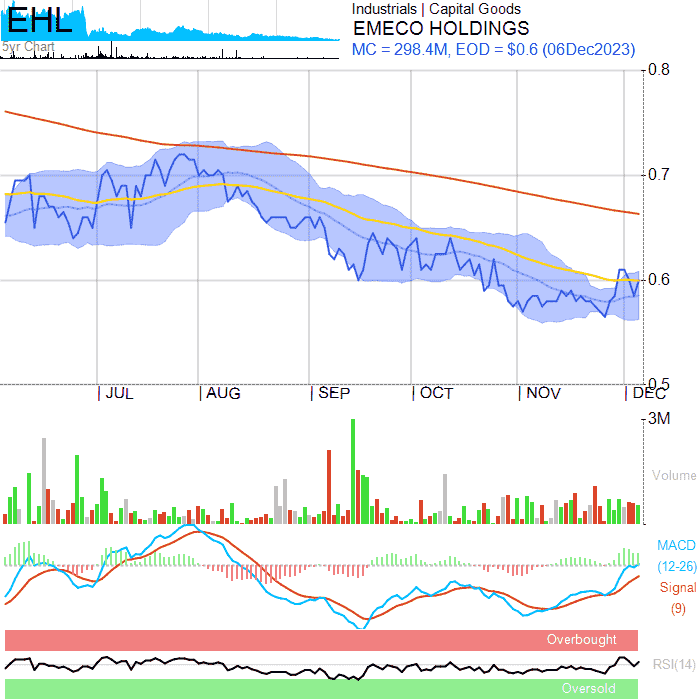 EHL
5yr Chart
Industrials | Capital Goods
EMECO HOLDINGS
MC = 298.4M, EOD = $0.6 (06Dec2023)
0.8
0.7
0.6
0.5
JUL
AUG
SEP
OCT
NOV
DEC
3M
Volume
MACD
(12-26)
Signal
(9)
Overbought
RSI(14)
Oversold